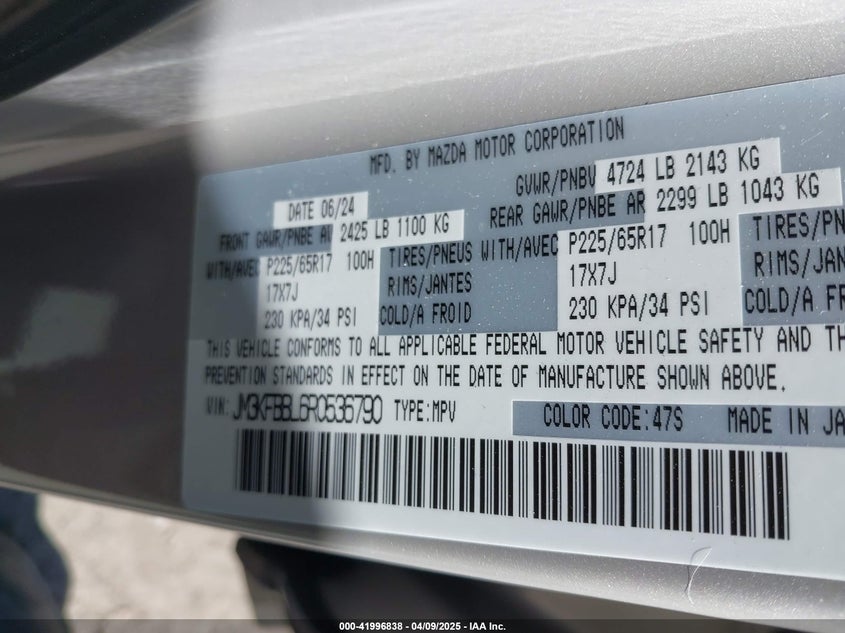 MFD. BY MAZDA MOTOR CORPORATION
DATE 06/24 GVWR/PNBV 4724 LB 2143 KG
FRONT GAWR/PNBE AV 2425 LB 1100 KG REAR GAWR/PNBE AR 2299 LB 1043 KG
WITH/AVEC P225/65R17 100H TIRES/PNEUS WITH/AVEC P225/65R17 100H TIRES/PN
17X7J RIMS/JANTES 17X7J RIMS/JAN
230 KPA/34 PSI COLD/A FROID 230 KPA/34 PSI COLD/A FR
THIS VEHICLE CONFORMS TO ALL APPLICABLE FEDERAL MOTOR VEHICLE SAFETY AND TH
PREVENTION STANDARDS IN EFFECT ON THE DATE OF MANUFACTURE SHOWN ABOVE.
VIN: JM3KFBBL6R0536790 TYPE:MPV COLOR CODE:47S MADE IN JA
000-41996838 - 04/09/2025 - IAA Inc.